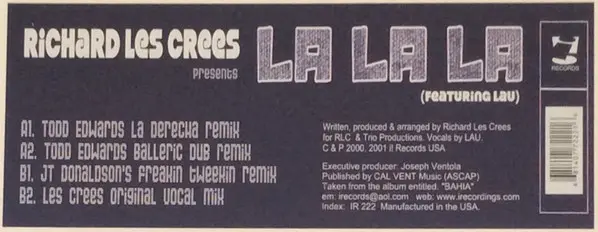 RICHARD LES CREES
presents
LA LA LA
(FEATURING LAU)
A1. TODD EDWARDS LA DERECHA REMIX
A2. TODD EDWARDS BALLERIC DUB REMIX
B1. JT DONALDSON'S FREAKIN TWEEKIN REMIX
B2. LES CREES ORIGINAL VOCAL MIX
Written, produced & arranged by Richard Les Crees
for RLC & Trio Productions. Vocals by LAU.
C & P 2000, 2001 i! Records USA
Executive producer: Joseph Ventola
Published by CAL VENT Music (ASCAP)
Taken from the album entitled. "BAHIA"
em: irecords@aol.com web: www.irecordings.com
Index: IR 222 Manufactured in the USA.
RECORDS